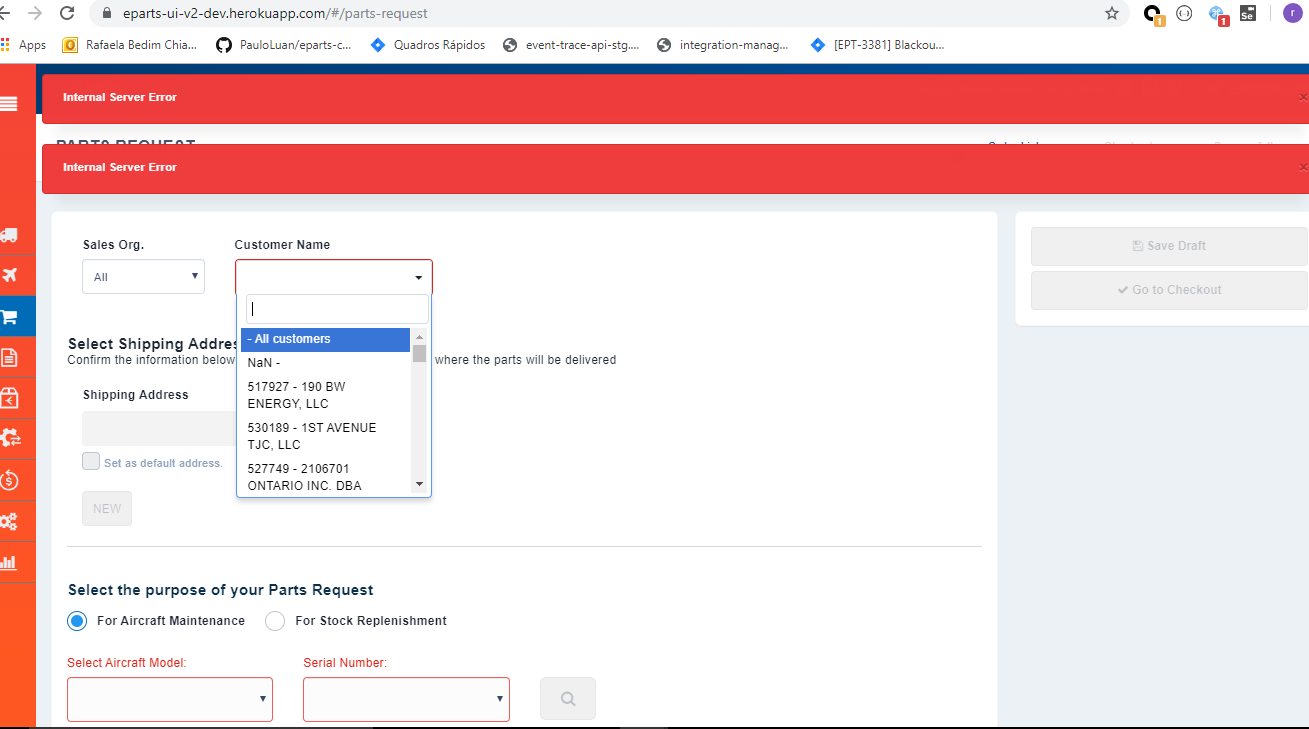 eparts-ui-v2-dev.herokuapp.com/#/parts-request
1
1
Se
r
Apps
Rafaela Bedim Chia...
PauloLuan/eparts-c...
Quadros Rápidos
event-trace-api-stg....
integration-manag...
[EPT-3381] Blackou...
Internal Server Error
×
PARTS REQUEST
Internal Server Error
×
Sales Org.
Customer Name
Save Draft
All
Go to Checkout
- All customers
NaN -
517927 - 190 BW
ENERGY, LLC
530189 - 1ST AVENUE
TJC, LLC
527749 - 2106701
ONTARIO INC. DBA
Select Shipping Addres
Confirm the information below
where the parts will be delivered
Shipping Address
Set as default address.
NEW
Select the purpose of your Parts Request
For Aircraft Maintenance
For Stock Replenishment
Select Aircraft Model:
Serial Number: